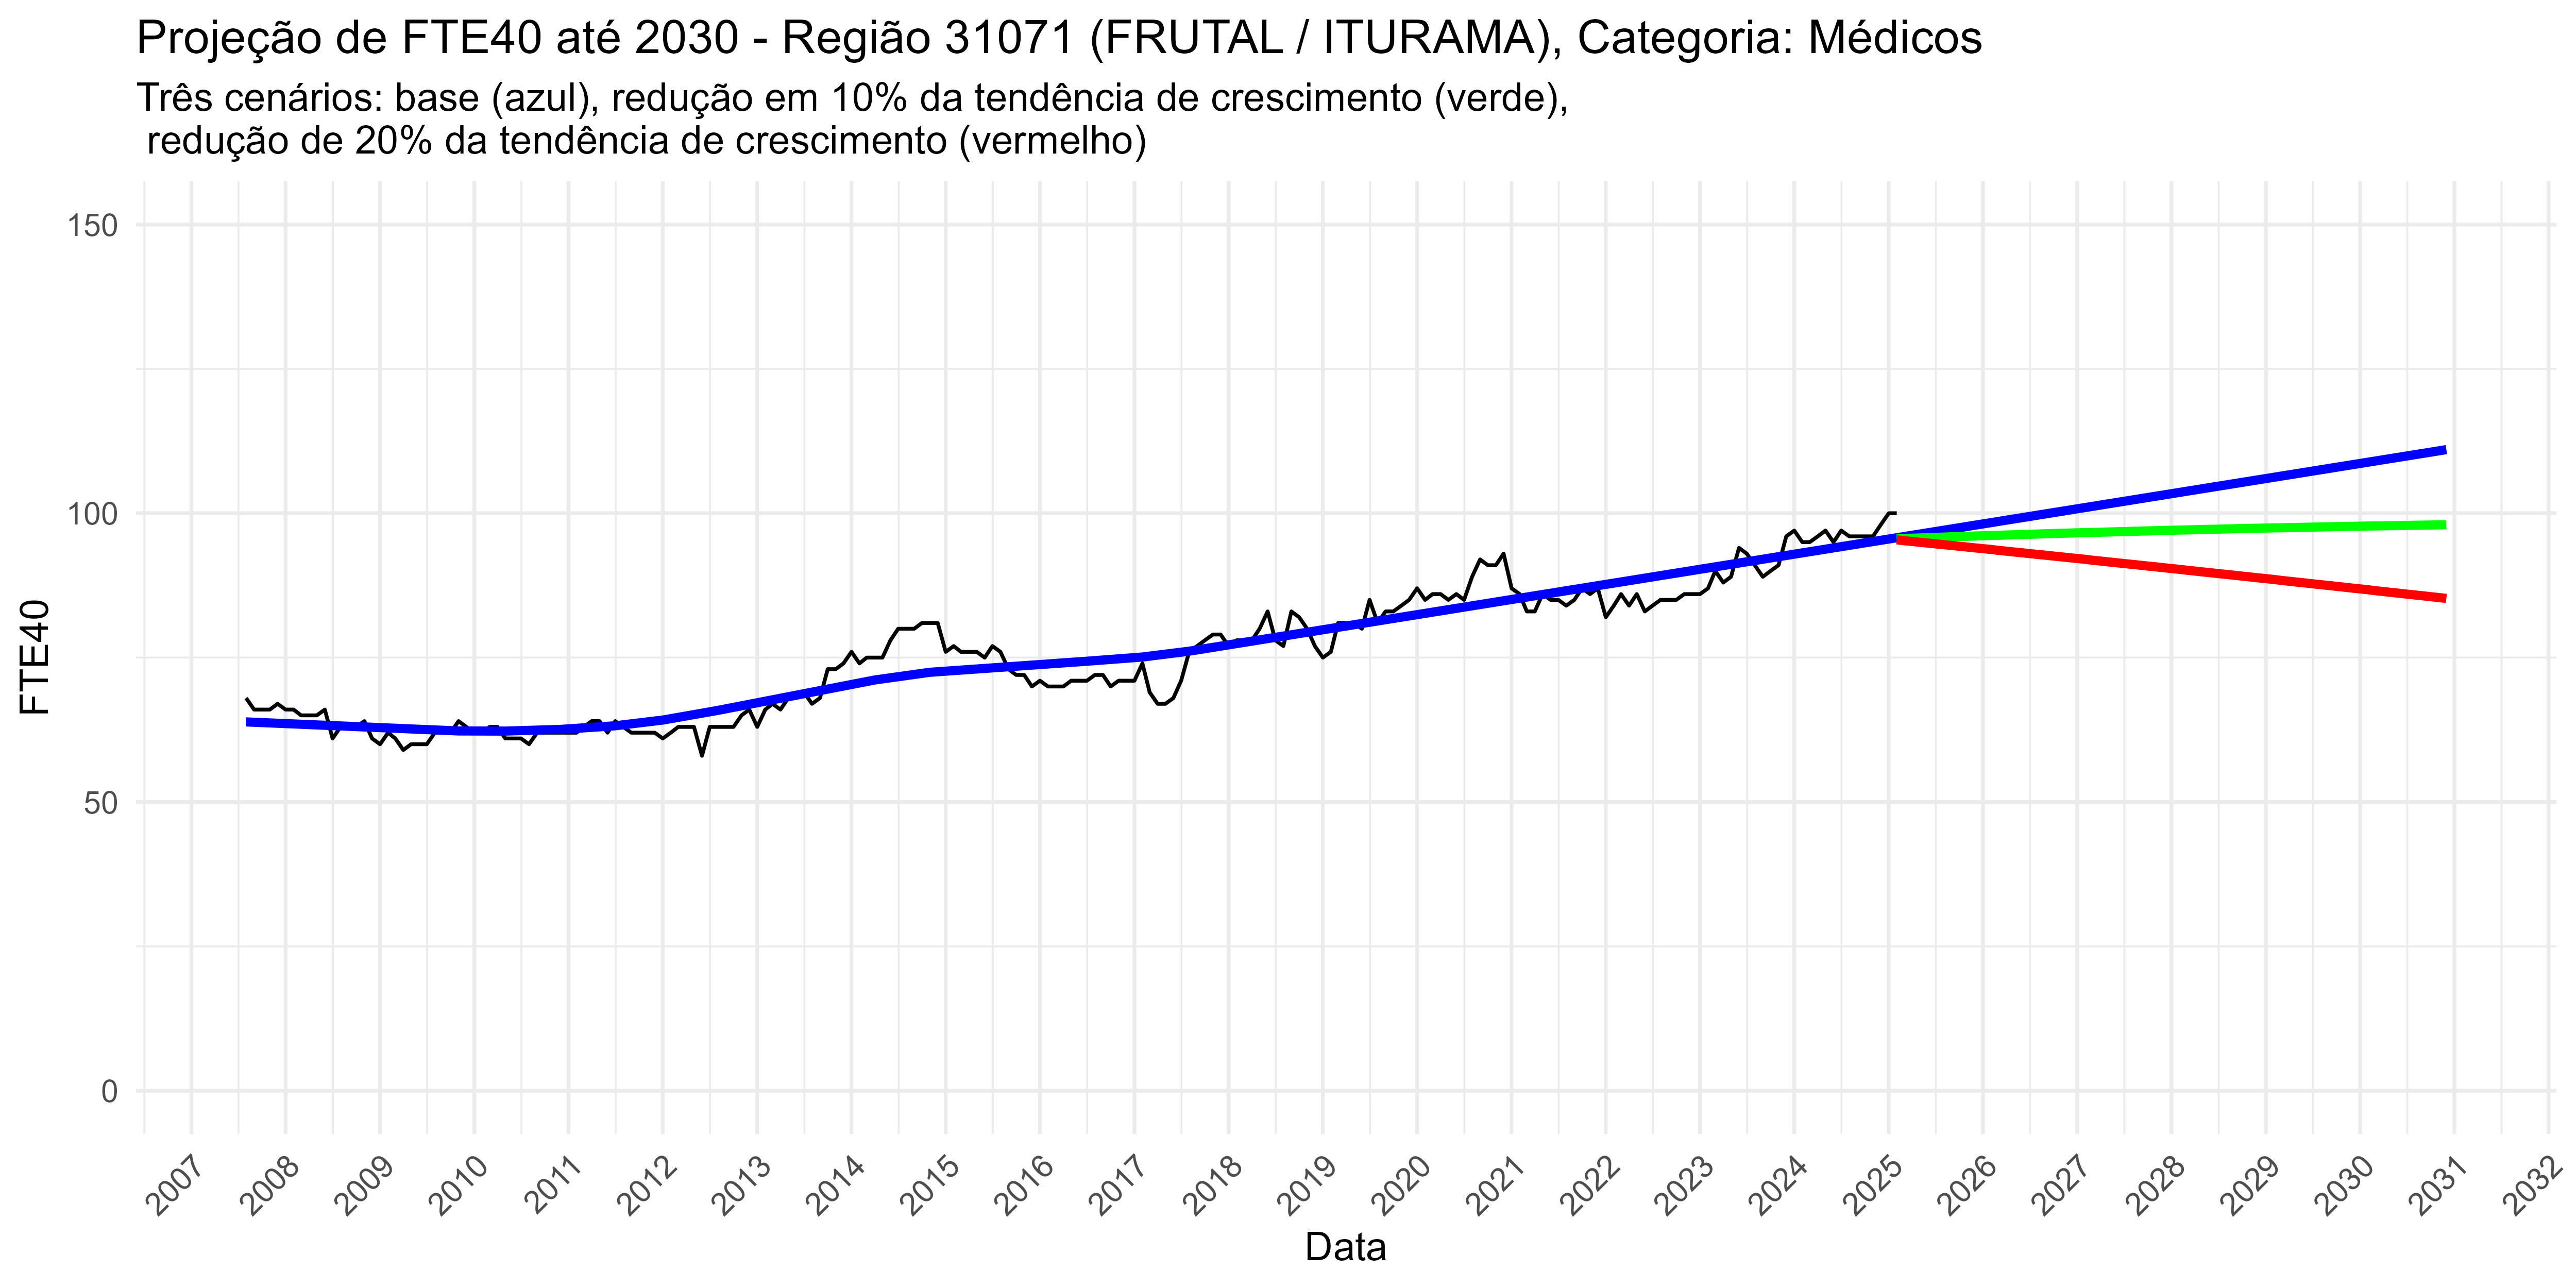 Projeção de FTE40 até 2030 - Região 31071 (FRUTAL / ITURAMA), Categoria: Médicos
Três cenários: base (azul), redução em 10% da tendência de crescimento (verde),
redução de 20% da tendência de crescimento (vermelho)
FTE40
150
100
50
0
2007 2008 2009 2010 2011 2012 2013 2014 2015 2016 2017 2018 2019 2020 2021 2022 2023 2024 2025 2026 2027 2028 2029 2030 2031 2032
Data